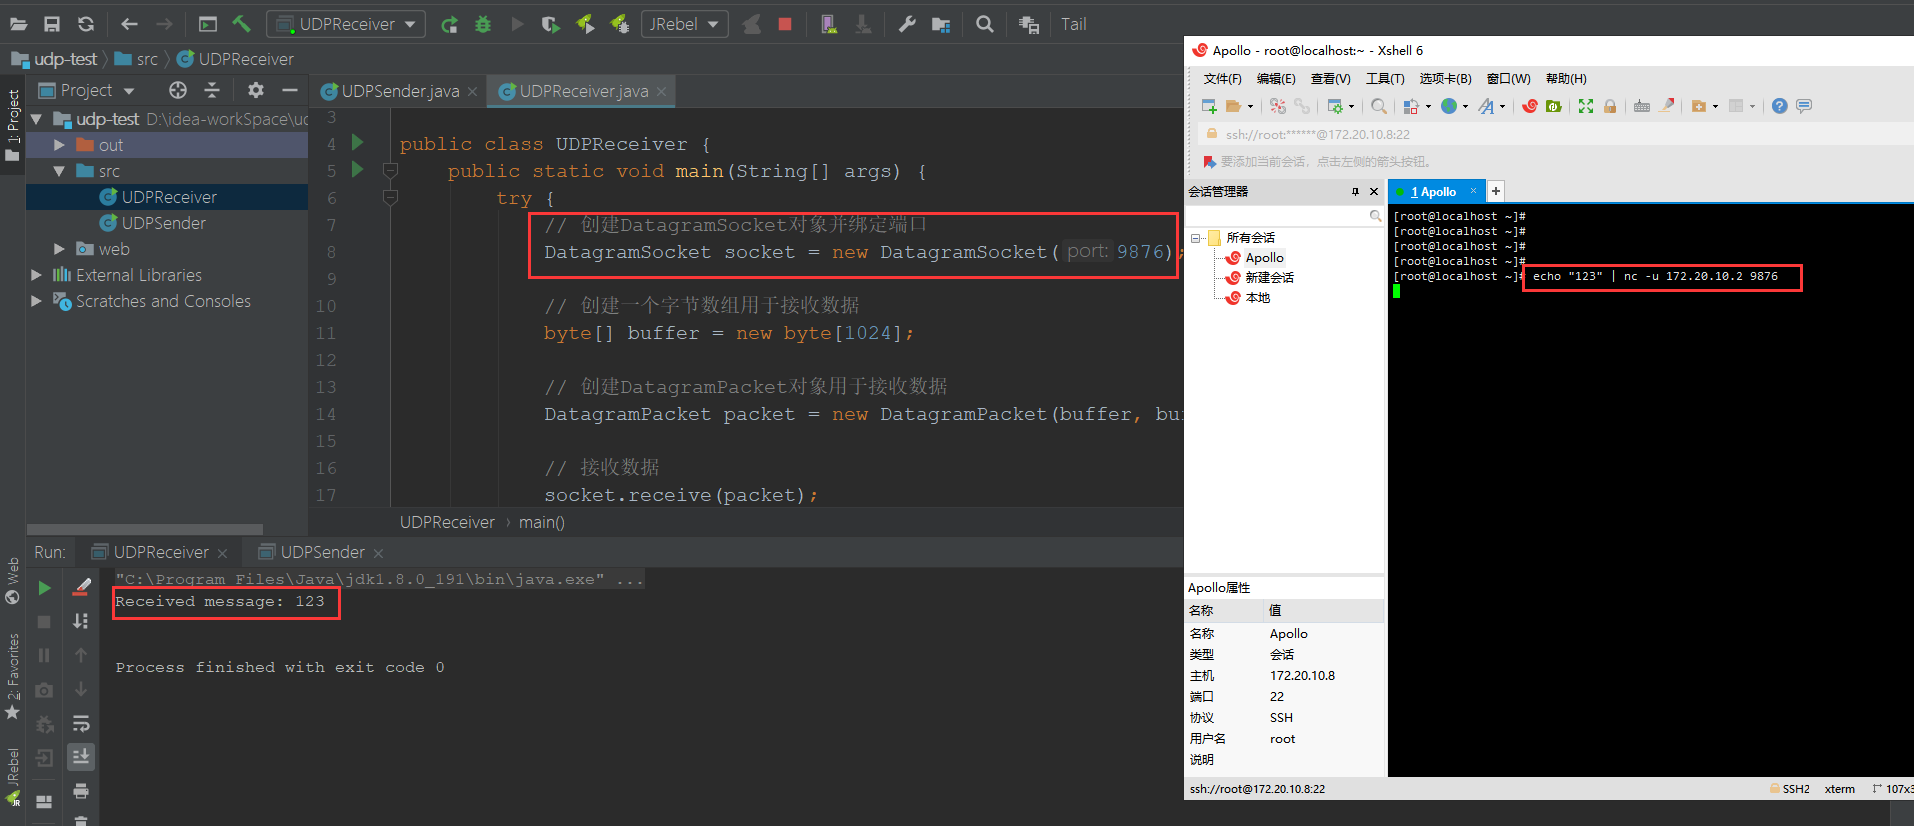 UDPReceiver
JRebel
Tail
udp-test
src
UDPReceiver
1: Project
Project
UDPSender.java
UDPReceiver.java
udp-test D:\idea-workSpace\ud
out
src
UDPReceiver
UDPSender
web
External Libraries
Scratches and Consoles
3
4 public class UDPReceiver {
5 public static void main(String[] args) {
6 try {
7 // 创建DatagramSocket对象并绑定端口
8 DatagramSocket socket = new DatagramSocket( port: 9876);
9
10 // 创建一个字节数组用于接收数据
11 byte[] buffer = new byte[1024];
12
13 // 创建DatagramPacket对象用于接收数据
14 DatagramPacket packet = new DatagramPacket(buffer, bu
15
16 // 接收数据
17 socket.receive(packet);
UDPReceiver › main()
Run: UDPReceiver UDPSender
"C:\Program Files\Java\jdk1.8.0_191\bin\java.exe" ...
Received message: 123
Process finished with exit code 0
Web
2: Favorites
JRebel
JR
Apollo - root@localhost:~ - Xshell 6
文件(F) 编辑(E) 查看(V) 工具(T) 选项卡(B) 窗口(W) 帮助(H)
ssh://root:******@172.20.10.8:22
要添加当前会话，点击左侧的箭头按钮。
会话管理器
1 Apollo
所有会话
Apollo
新建会话
本地
[root@localhost ~]#
[root@localhost ~]#
[root@localhost ~]#
[root@localhost ~]#
[root@localhost ~]# echo "123" | nc -u 172.20.10.2 9876
Apollo属性
名称 值
名称 Apollo
类型 会话
主机 172.20.10.8
端口 22
协议 SSH
用户名 root
说明
ssh://root@172.20.10.8:22
SSH2 xterm 107x3